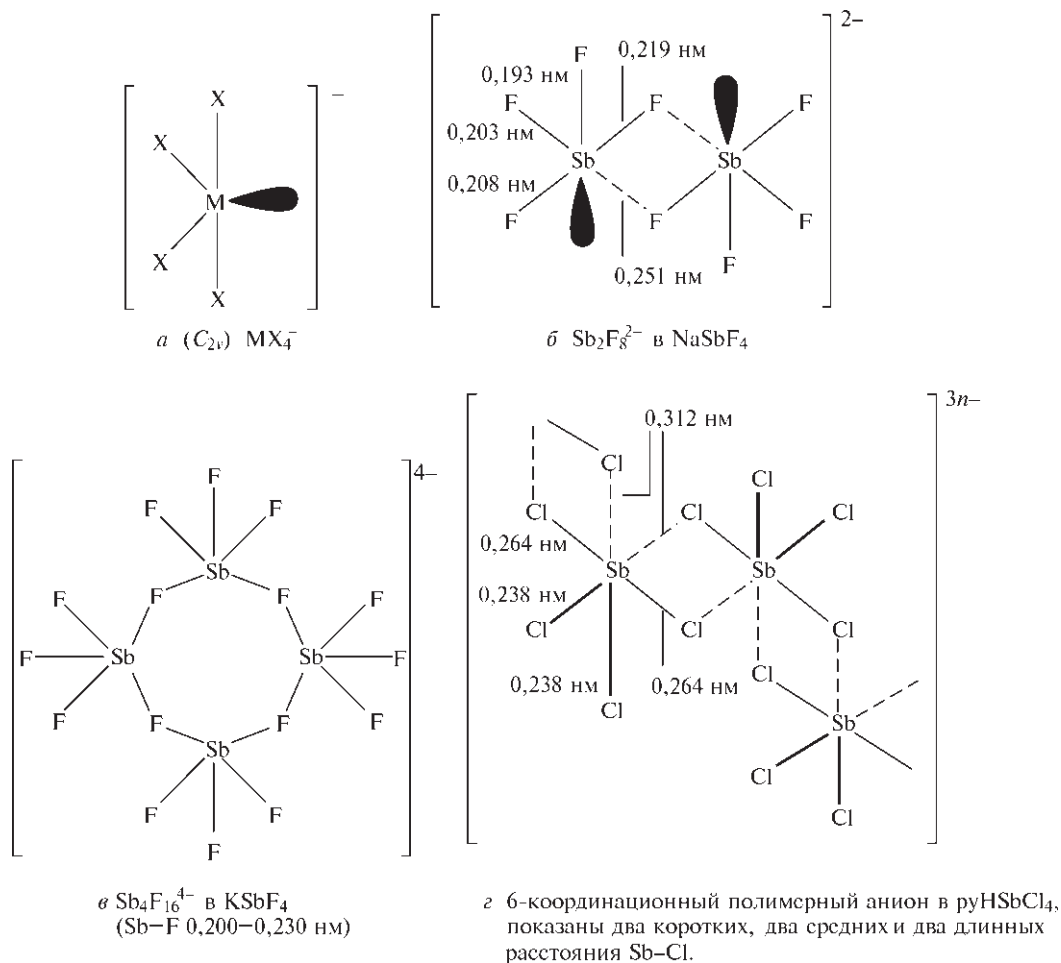 X
X
M
X
X
−
а (C2v) MX4−
2−
0,219 нм
F
0,193 нм
F F F
0,203 нм
Sb Sb
0,208 нм
F F F
F
0,251 нм
б Sb2F8 2− в NaSbF4
4−
F
F F
Sb
F F F F
F Sb Sb F
F F F F
Sb
F F
F
в Sb4F16 4− в KSbF4
(Sb−F 0,200−0,230 нм)
3n−
0,312 нм
Cl Cl
Cl Cl Cl
0,264 нм
Sb Sb
0,238 нм
Cl Cl Cl
0,238 нм 0,264 нм
Cl Cl
Sb
Cl
Cl
г 6-координационный полимерный анион в pyHSbCl4,
показаны два коротких, два средних и два длинных
расстояния Sb–Cl.